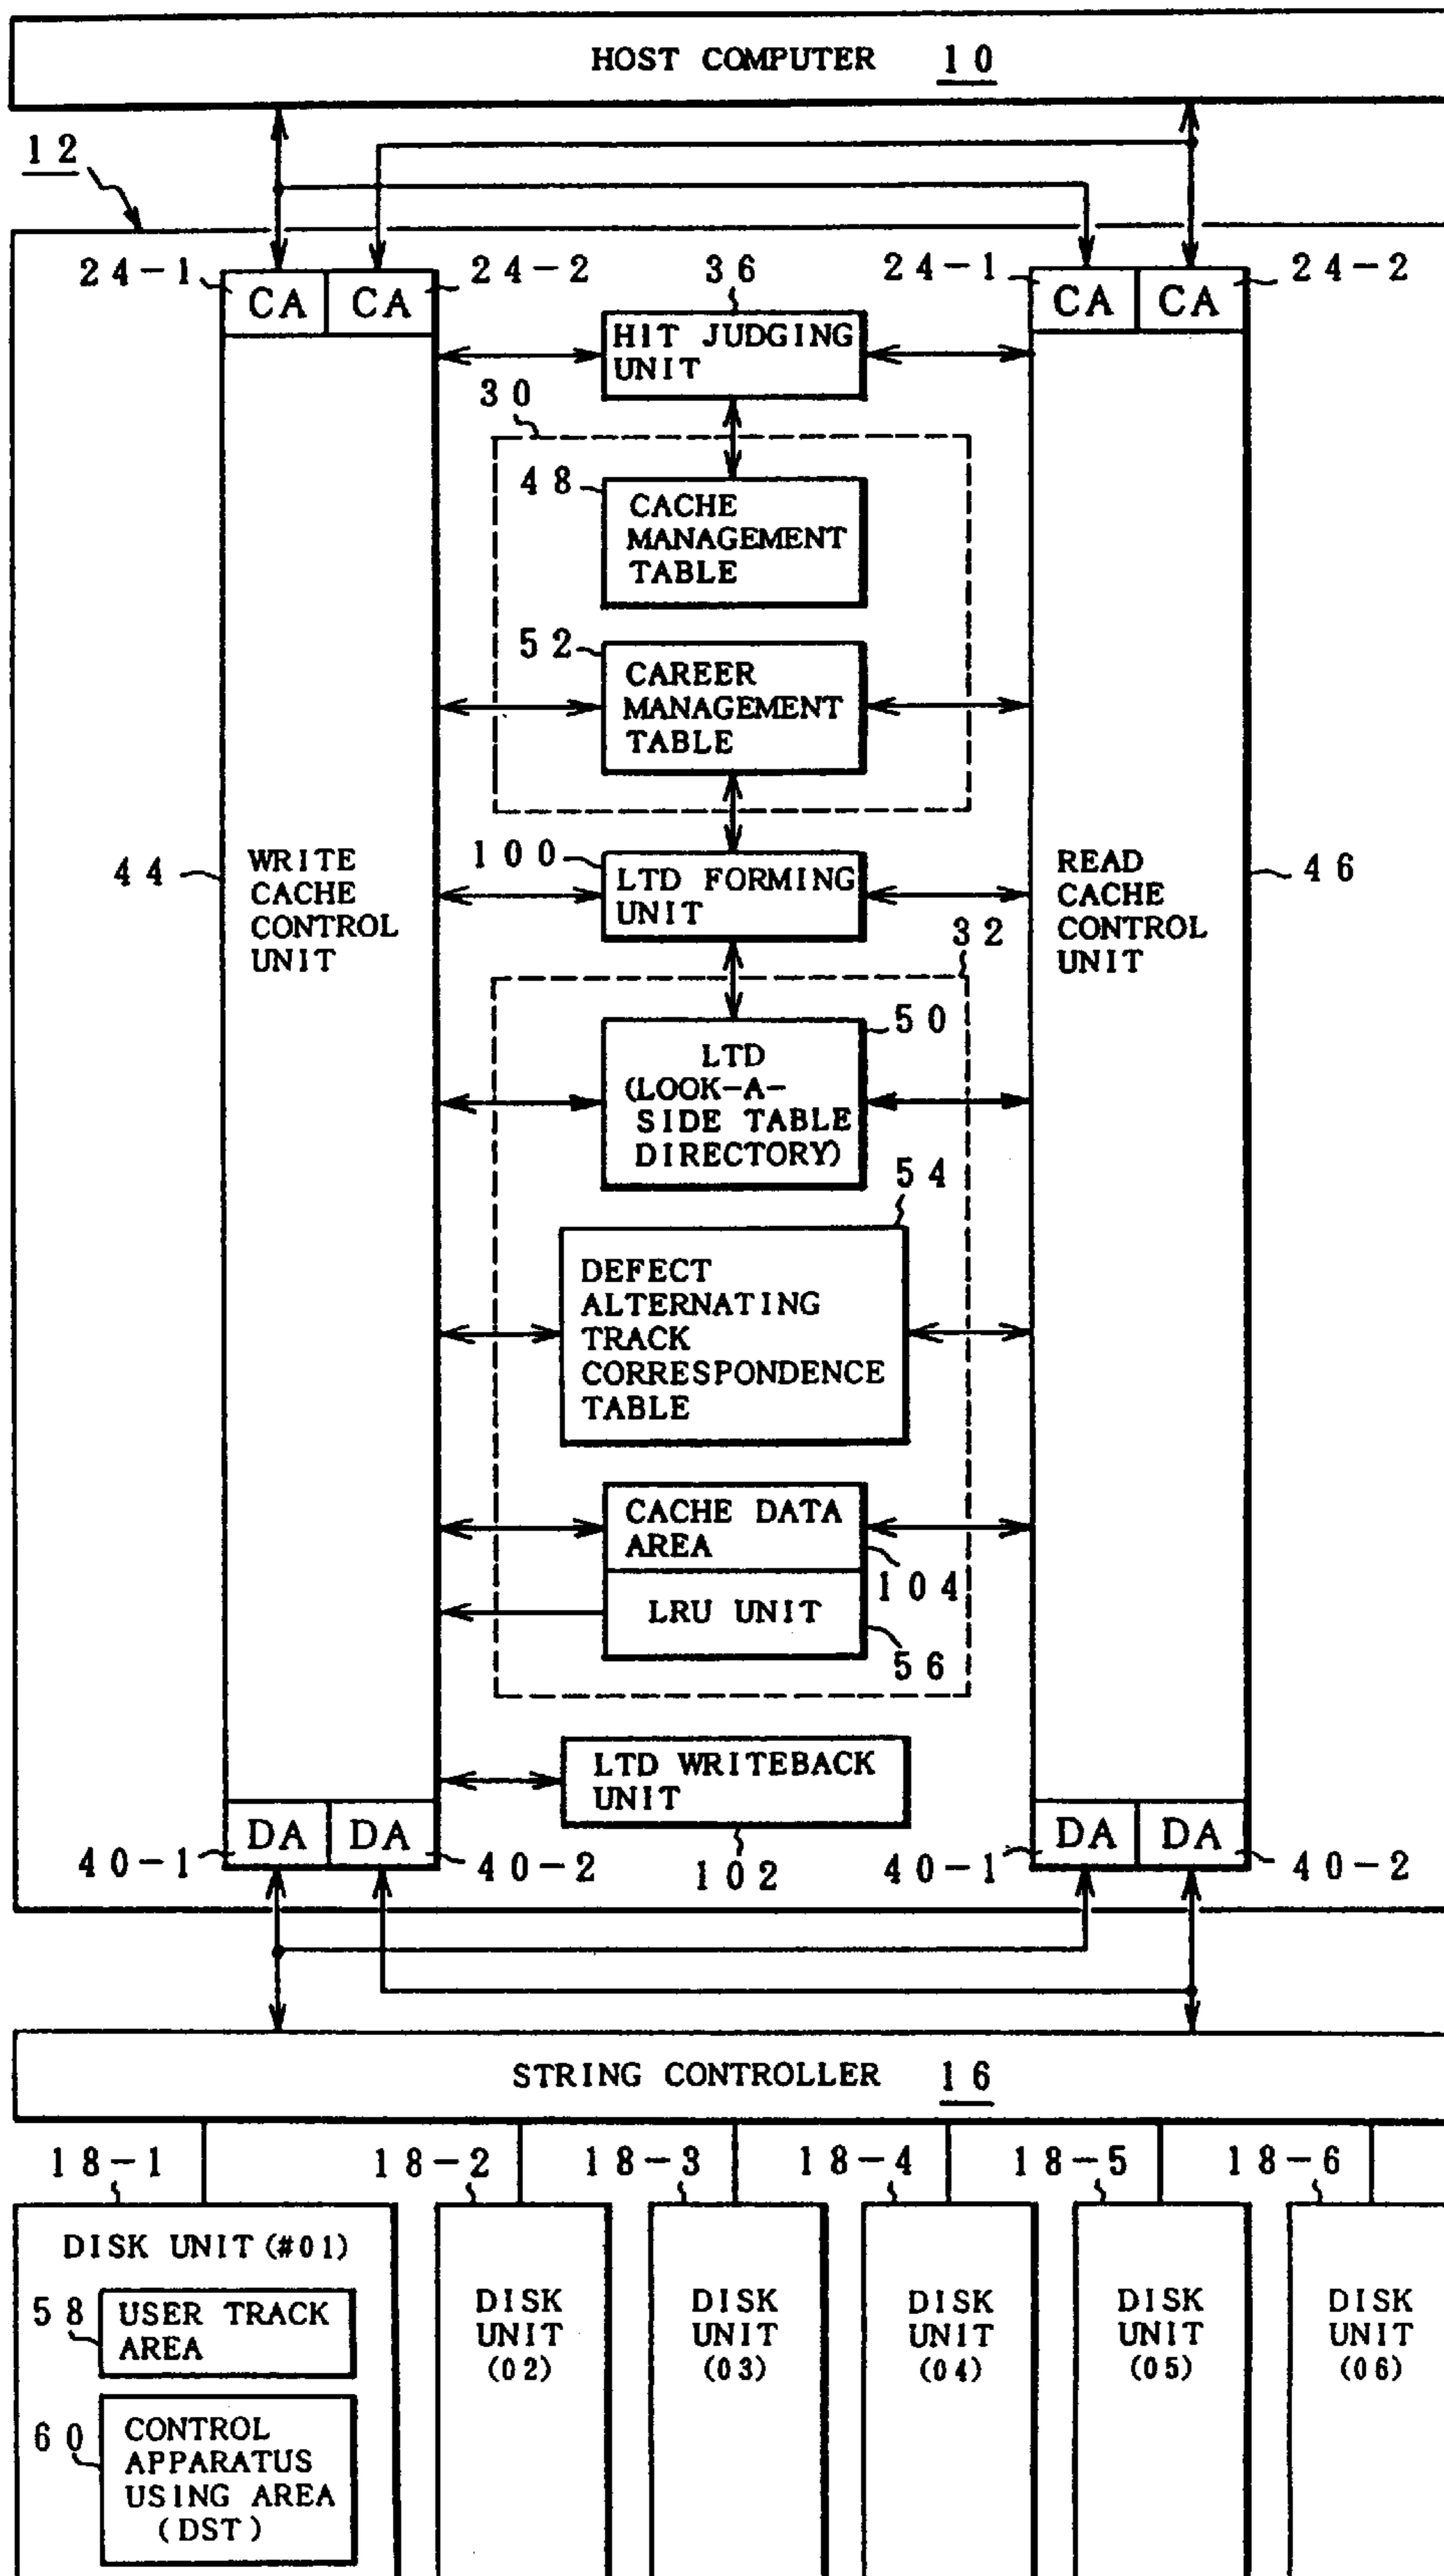 HOST COMPUTER 10
12
24-1 24-2 36 24-1 24-2
CA CA CA CA
HIT JUDGING
UNIT
30
48
CACHE
MANAGEMENT
TABLE
52
CAREER
MANAGEMENT
TABLE
44
WRITE
CACHE
CONTROL
UNIT
100
LTD FORMING
UNIT
READ
CACHE
CONTROL
UNIT
46
32
50
LTD
(LOOK-A-
SIDE TABLE
DIRECTORY)
54
DEFECT
ALTERNATING
TRACK
CORRESPONDENCE
TABLE
CACHE DATA
AREA
104
LRU UNIT
56
LTD WRITEBACK
UNIT
DA DA DA DA
40-1 40-2 102 40-1 40-2
STRING CONTROLLER 16
18-1 18-2 18-3 18-4 18-5 18-6
DISK UNIT (#01)
58
USER TRACK
AREA
60
CONTROL
APPARATUS
USING AREA
(DST)
DISK
UNIT
(02)
DISK
UNIT
(03)
DISK
UNIT
(04)
DISK
UNIT
(05)
DISK
UNIT
(06)